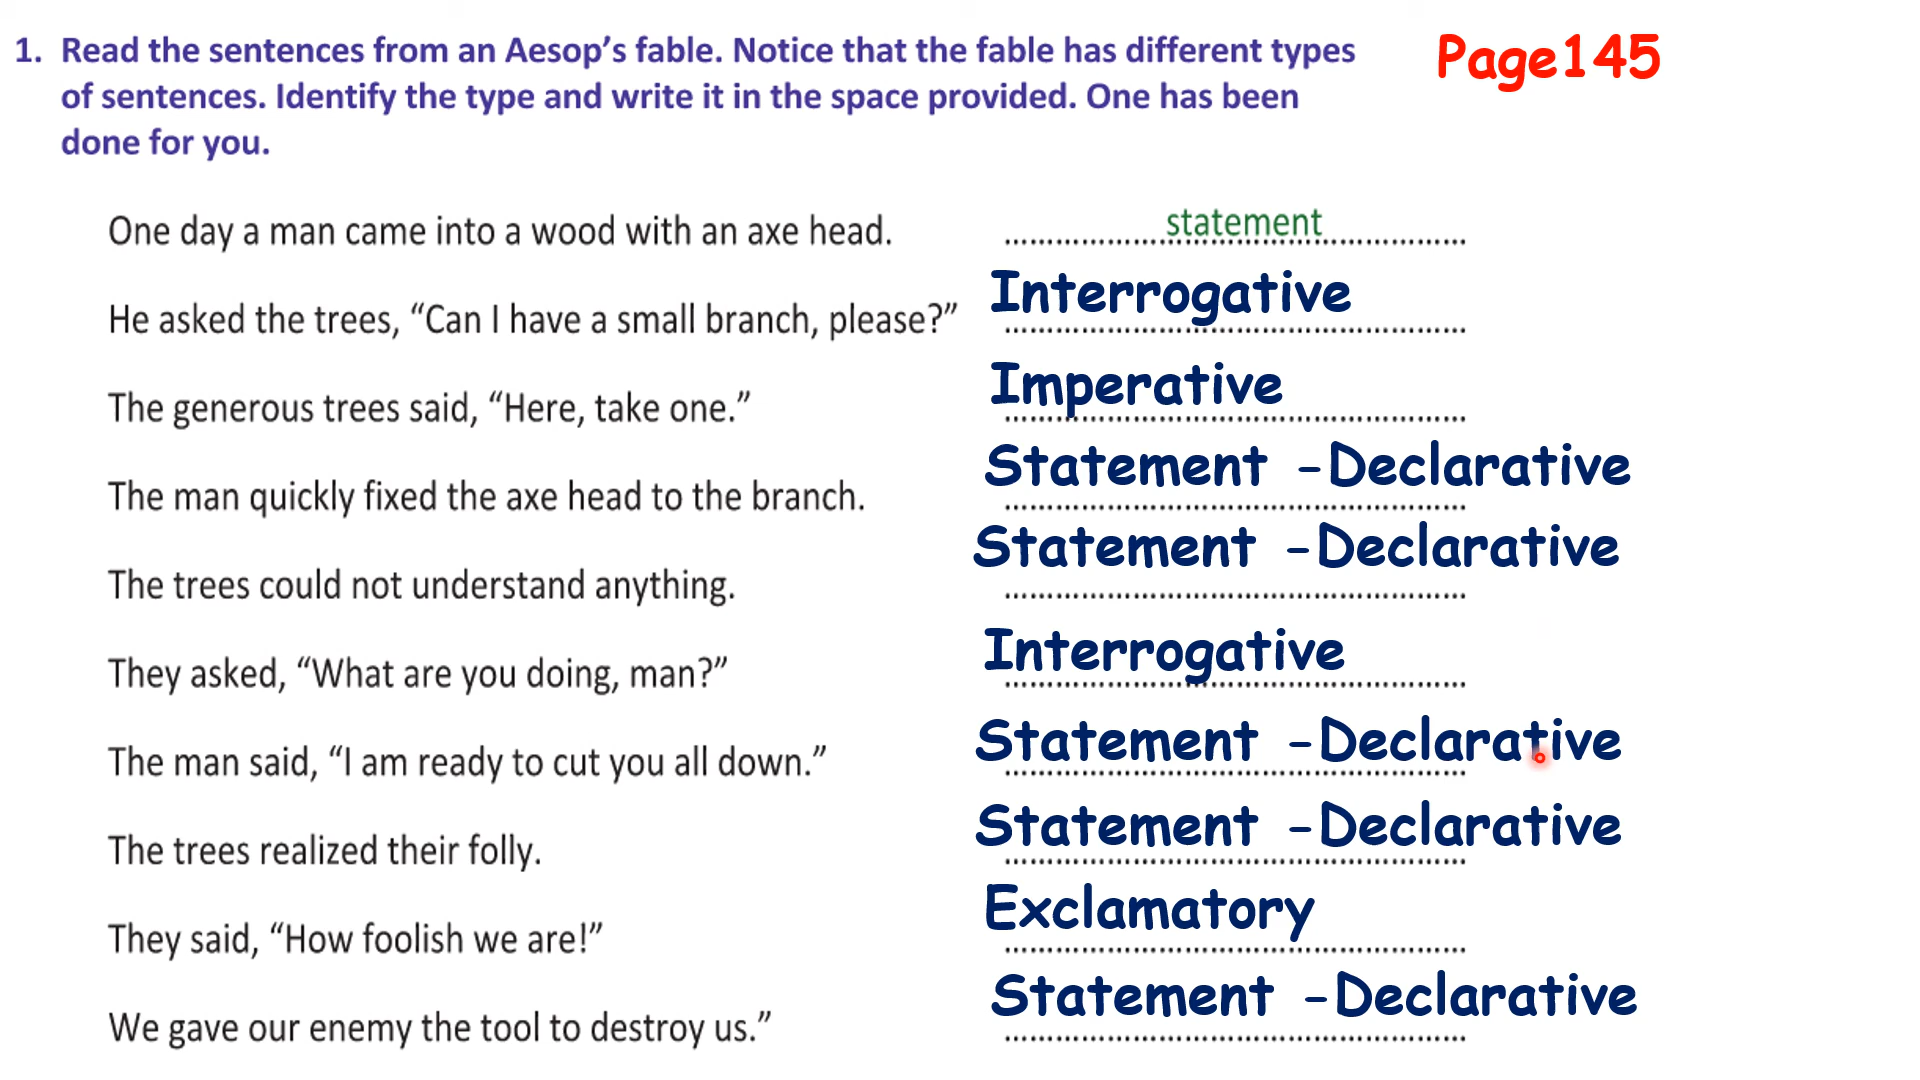 1. Read the sentences from an Aesop’s fable. Notice that the fable has different types
Page145
of sentences. Identify the type and write it in the space provided. One has been
done for you.
One day a man came into a wood with an axe head. statement
He asked the trees, “Can I have a small branch, please?” Interrogative
The generous trees said, “Here, take one.” Imperative
The man quickly fixed the axe head to the branch. Statement -Declarative
The trees could not understand anything. Statement -Declarative
They asked, “What are you doing, man?” Interrogative
The man said, “I am ready to cut you all down.” Statement -Declarative
The trees realized their folly. Statement -Declarative
They said, “How foolish we are!” Exclamatory
We gave our enemy the tool to destroy us.” Statement -Declarative